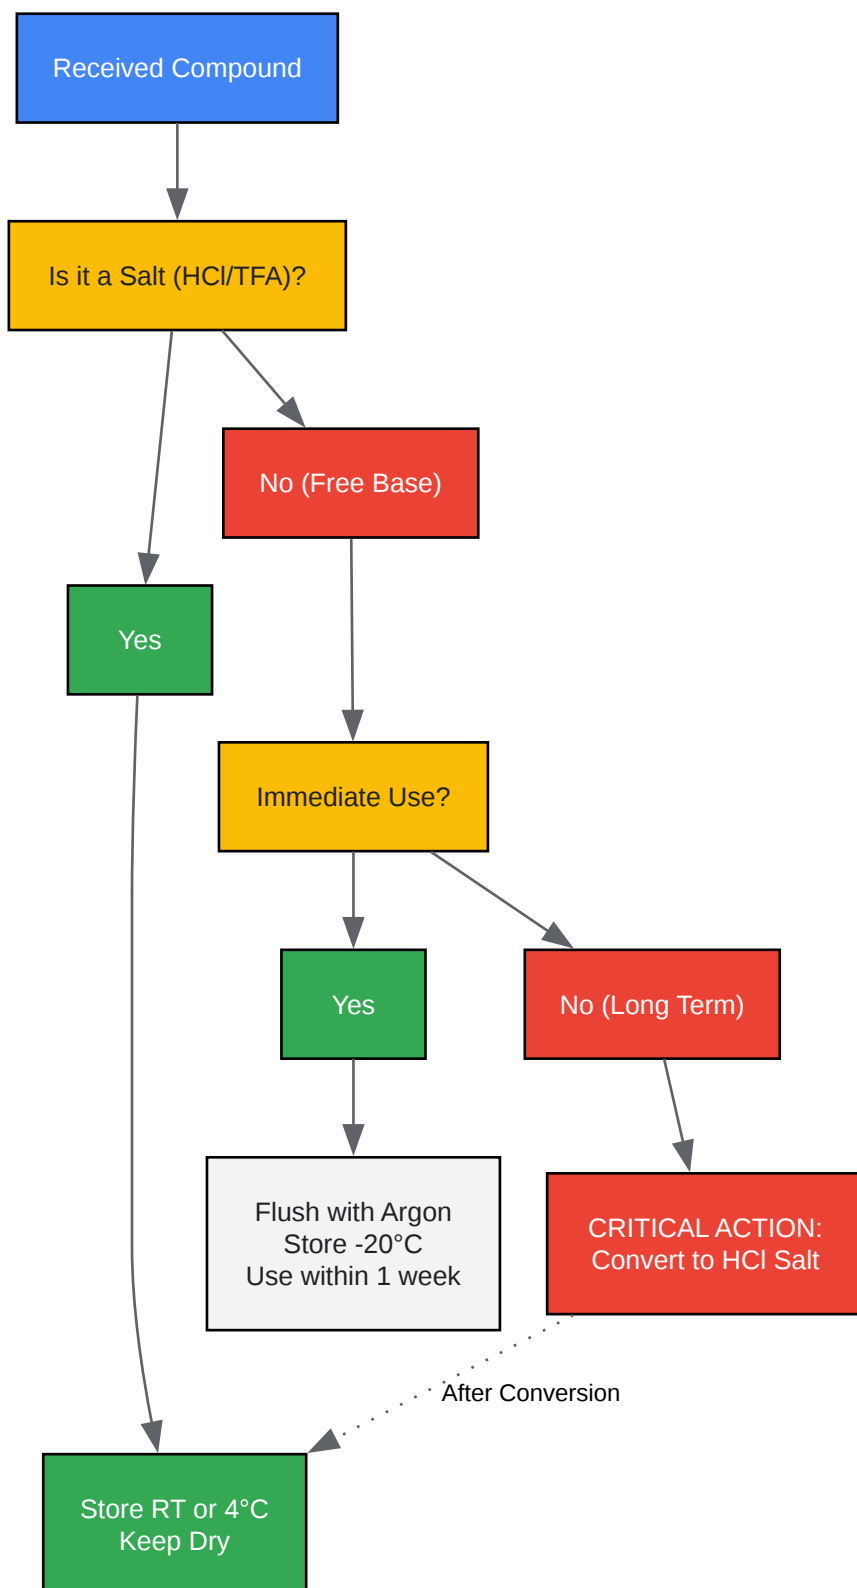 Received Compound
Is it a Salt (HCl/TFA)?
No (Free Base)
Yes
Immediate Use?
Yes
No (Long Term)
Flush with Argon
Store -20°C
Use within 1 week
CRITICAL ACTION:
Convert to HCl Salt
After Conversion
Store RT or 4°C
Keep Dry